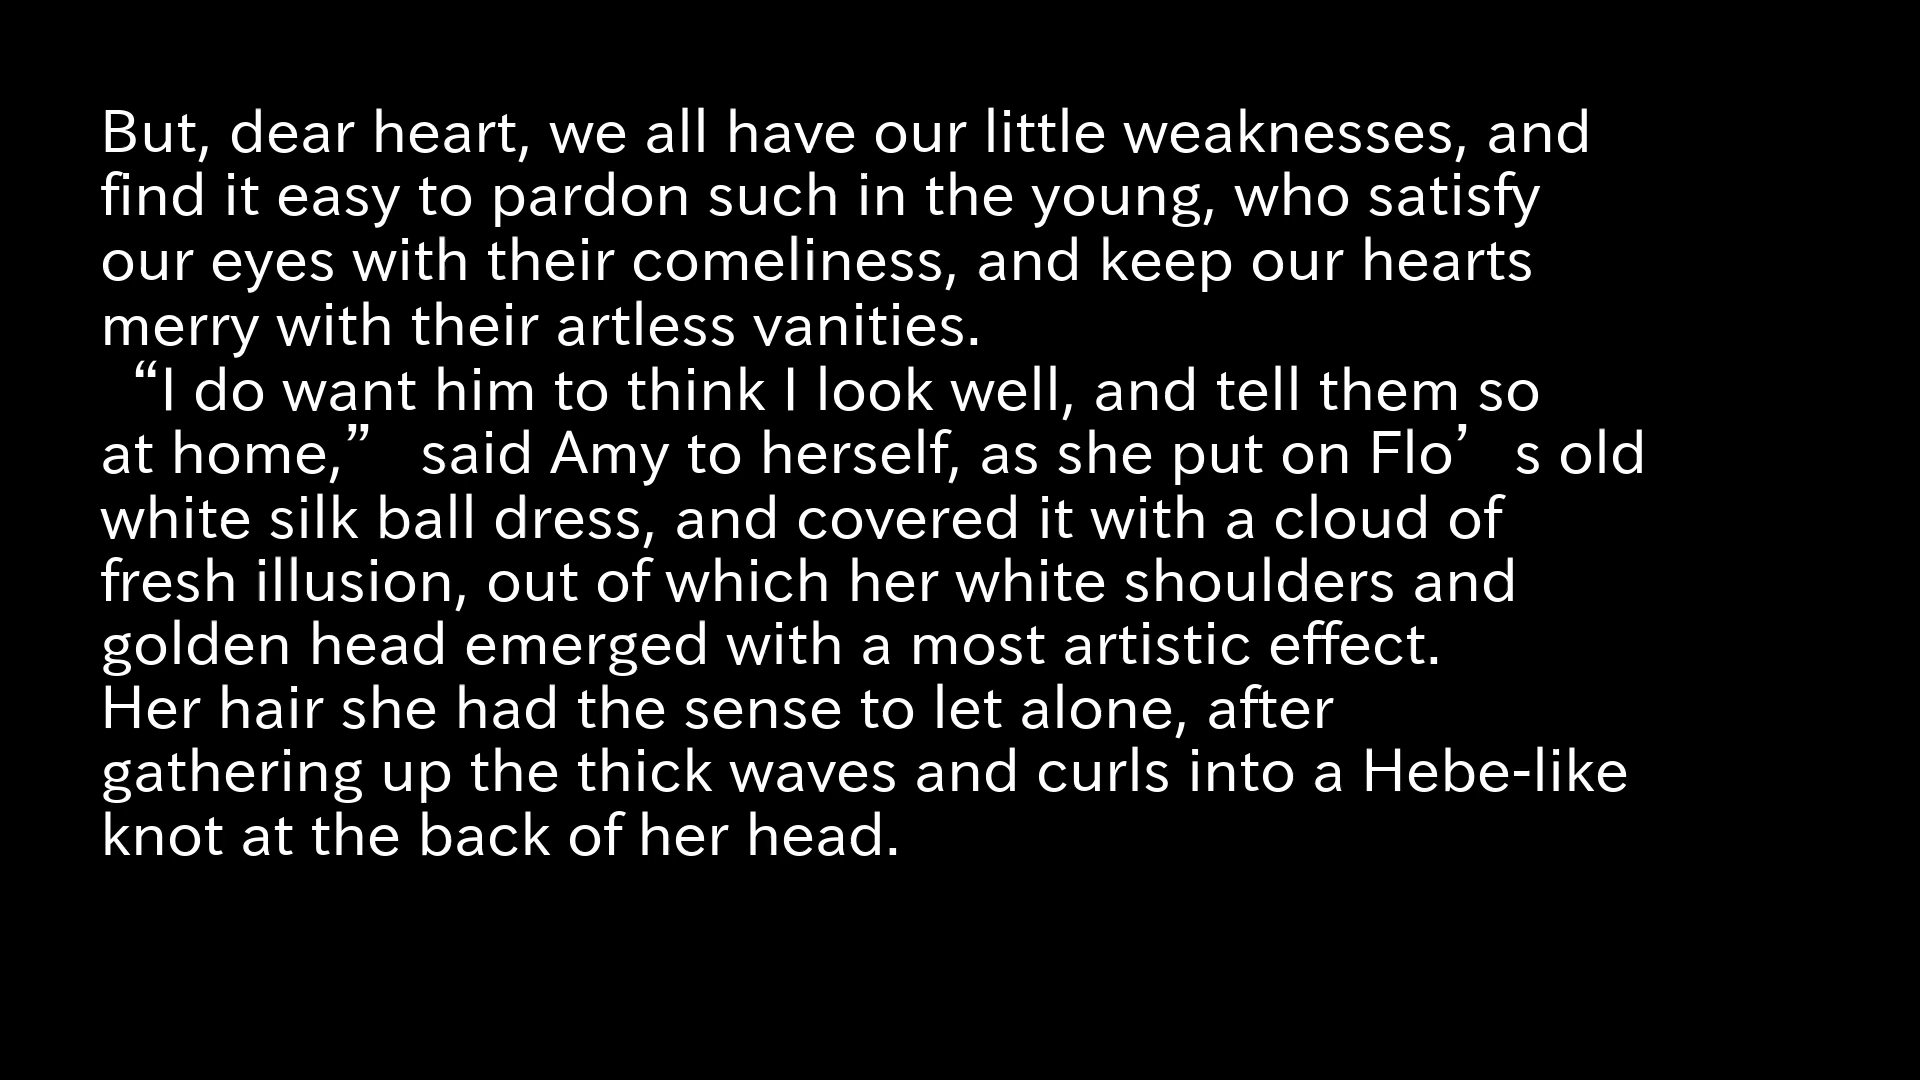 But, dear heart, we all have our little weaknesses, and
find it easy to pardon such in the young, who satisfy
our eyes with their comeliness, and keep our hearts
merry with their artless vanities.
“I do want him to think I look well, and tell them so
at home,” said Amy to herself, as she put on Flo’s old
white silk ball dress, and covered it with a cloud of
fresh illusion, out of which her white shoulders and
golden head emerged with a most artistic effect.
Her hair she had the sense to let alone, after
gathering up the thick waves and curls into a Hebe-like
knot at the back of her head.